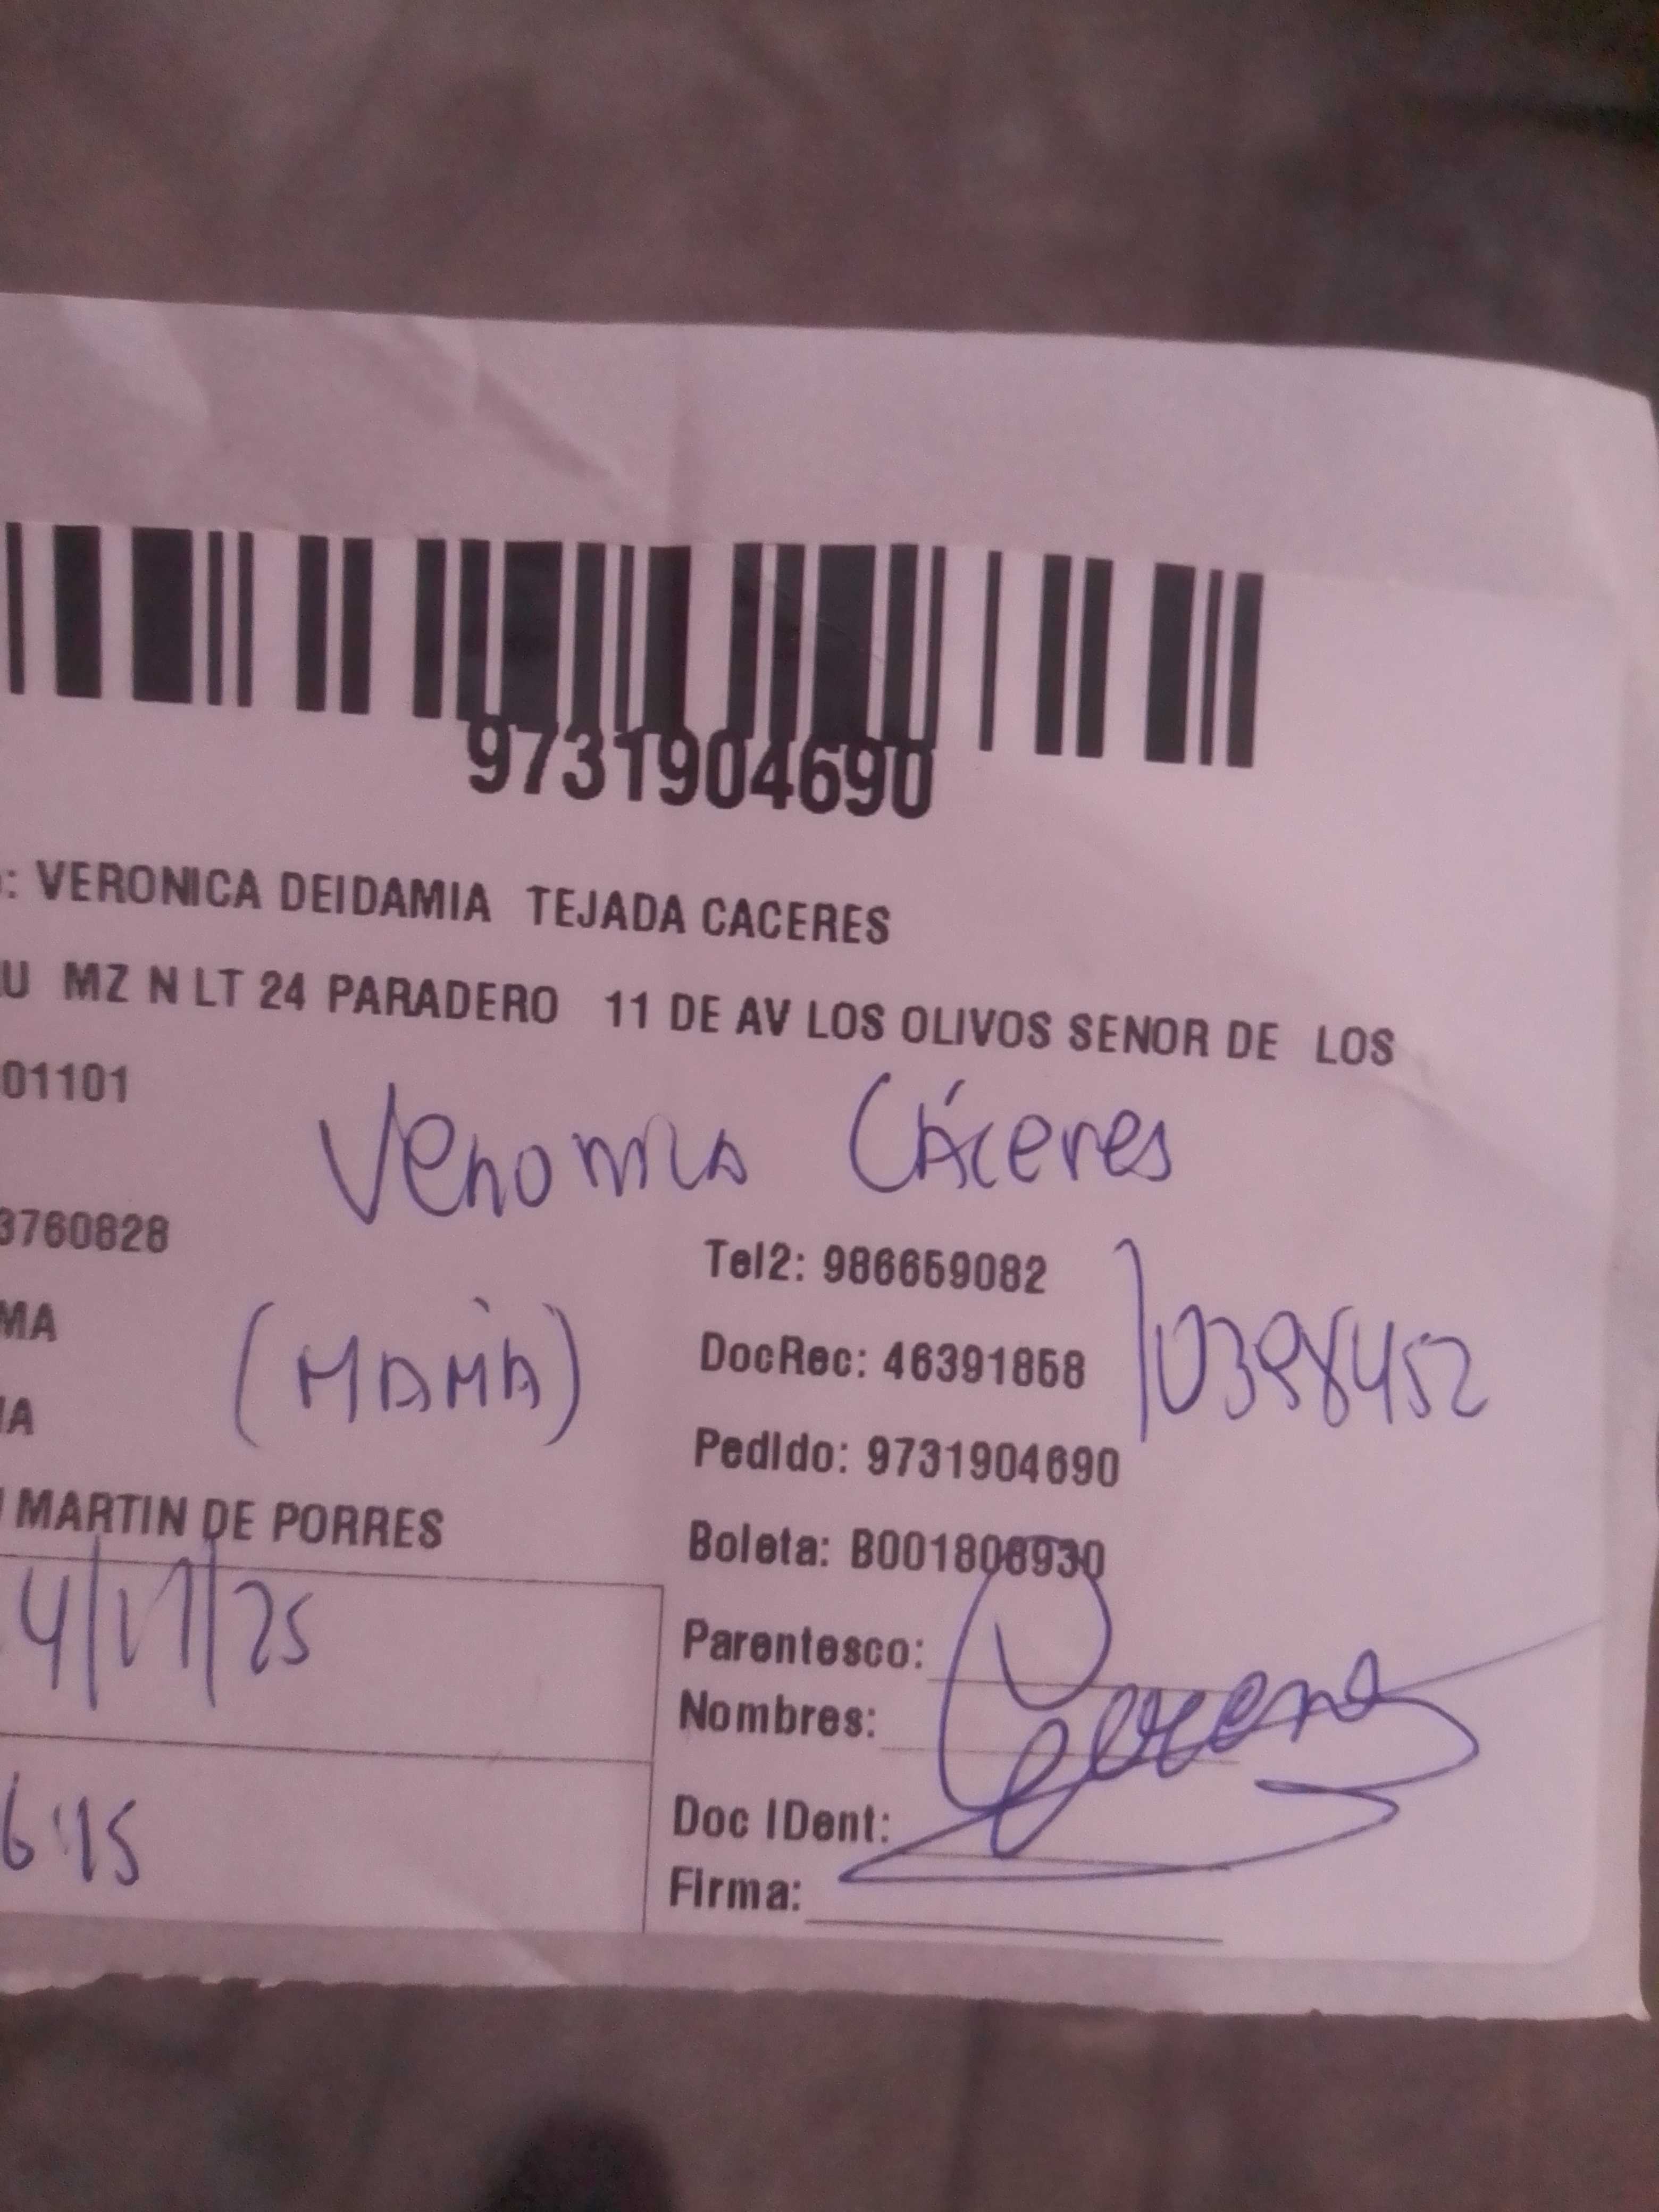 9731904690
: VERONICA DEIDAMIA TEJADA CACERES
U MZ N LT 24 PARADERO 11 DE AV LOS OLIVOS SENOR DE LOS
01101
Veronica Cáceres
3760828
Tel2: 986659082
MA
(MAMÁ)
DocRec: 46391858
10398452
IA
Pedido: 9731904690
MARTIN DE PORRES
Boleta: B001806930
4/11/25
Parentesco:
Nombres:
6:15
Doc IDent:
Firma: